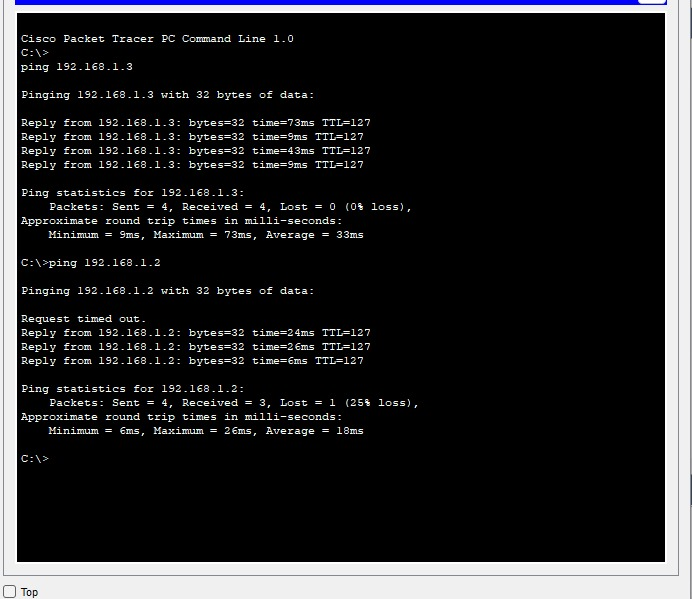 Cisco Packet Tracer PC Command Line 1.0
C:\>
ping 192.168.1.3
Pinging 192.168.1.3 with 32 bytes of data:
Reply from 192.168.1.3: bytes=32 time=73ms TTL=127
Reply from 192.168.1.3: bytes=32 time=9ms TTL=127
Reply from 192.168.1.3: bytes=32 time=43ms TTL=127
Reply from 192.168.1.3: bytes=32 time=9ms TTL=127
Ping statistics for 192.168.1.3:
Packets: Sent = 4, Received = 4, Lost = 0 (0% loss),
Approximate round trip times in milli-seconds:
Minimum = 9ms, Maximum = 73ms, Average = 33ms
C:\>ping 192.168.1.2
Pinging 192.168.1.2 with 32 bytes of data:
Request timed out.
Reply from 192.168.1.2: bytes=32 time=24ms TTL=127
Reply from 192.168.1.2: bytes=32 time=26ms TTL=127
Reply from 192.168.1.2: bytes=32 time=6ms TTL=127
Ping statistics for 192.168.1.2:
Packets: Sent = 4, Received = 3, Lost = 1 (25% loss),
Approximate round trip times in milli-seconds:
Minimum = 6ms, Maximum = 26ms, Average = 18ms
C:\>
Top